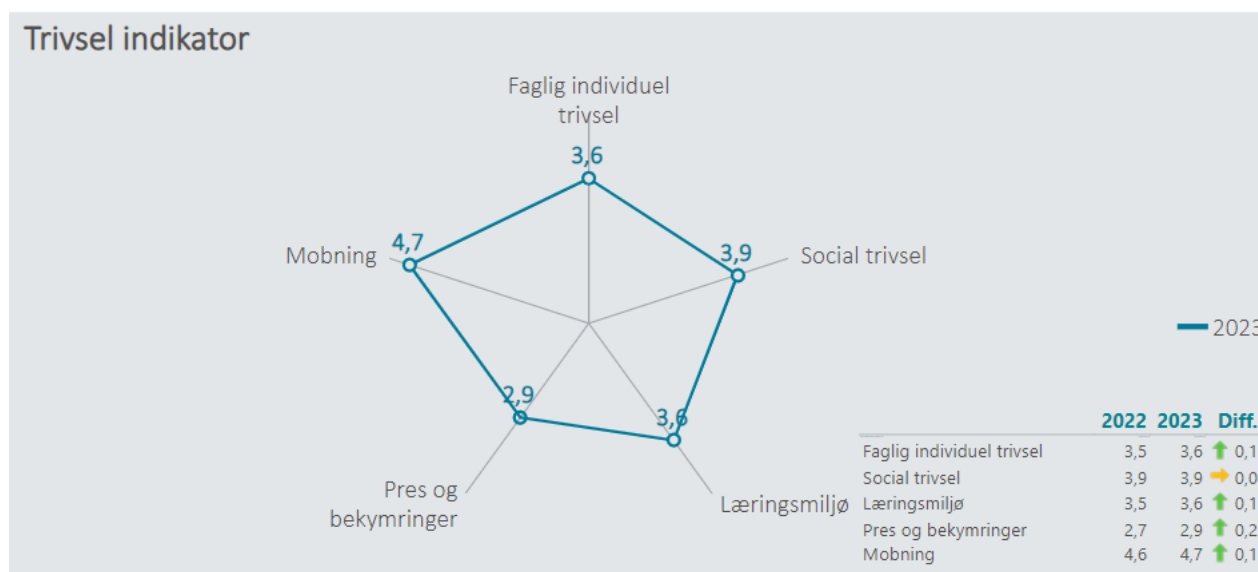 Trivsel indikator
Faglig individuel
trivsel
3,6
4,7
Mobning
3,9
Social trivsel
2023
2,9
3,6
Pres og
bekymringer
Læringsmiljø
2022 2023 Diff.
Faglig individuel trivsel 3,5 3,6 0,1
Social trivsel 3,9 3,9 0,0
Læringsmiljø 3,5 3,6 0,1
Pres og bekymringer 2,7 2,9 0,2
Mobning 4,6 4,7 0,1